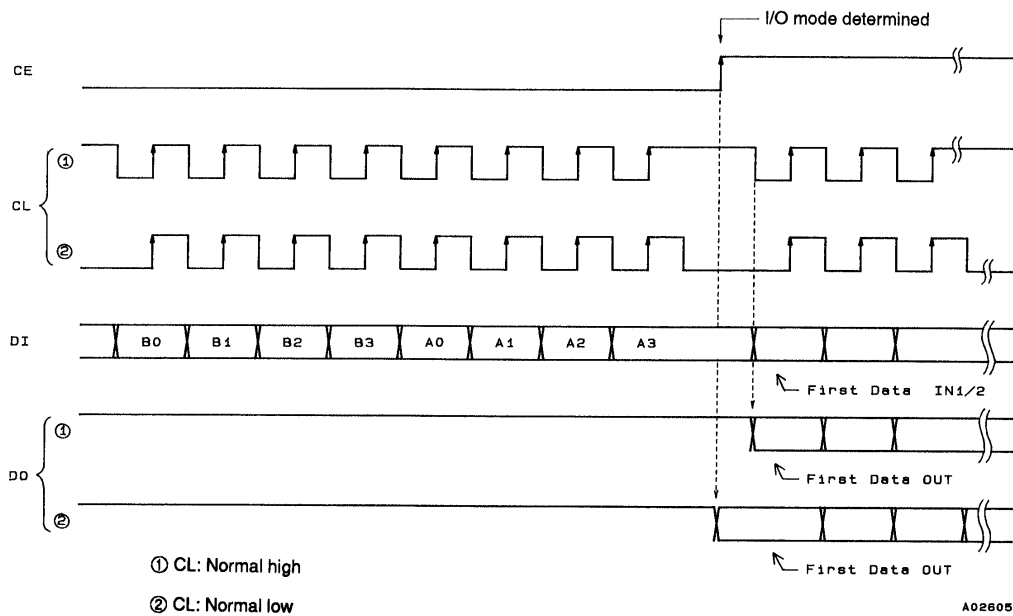 I/O mode determined
CE
①
CL
②
DI B0 B1 B2 B3 A0 A1 A2 A3
First Data IN1/2
①
First Data OUT
DO
②
First Data OUT
① CL: Normal high
② CL: Normal low
A02605